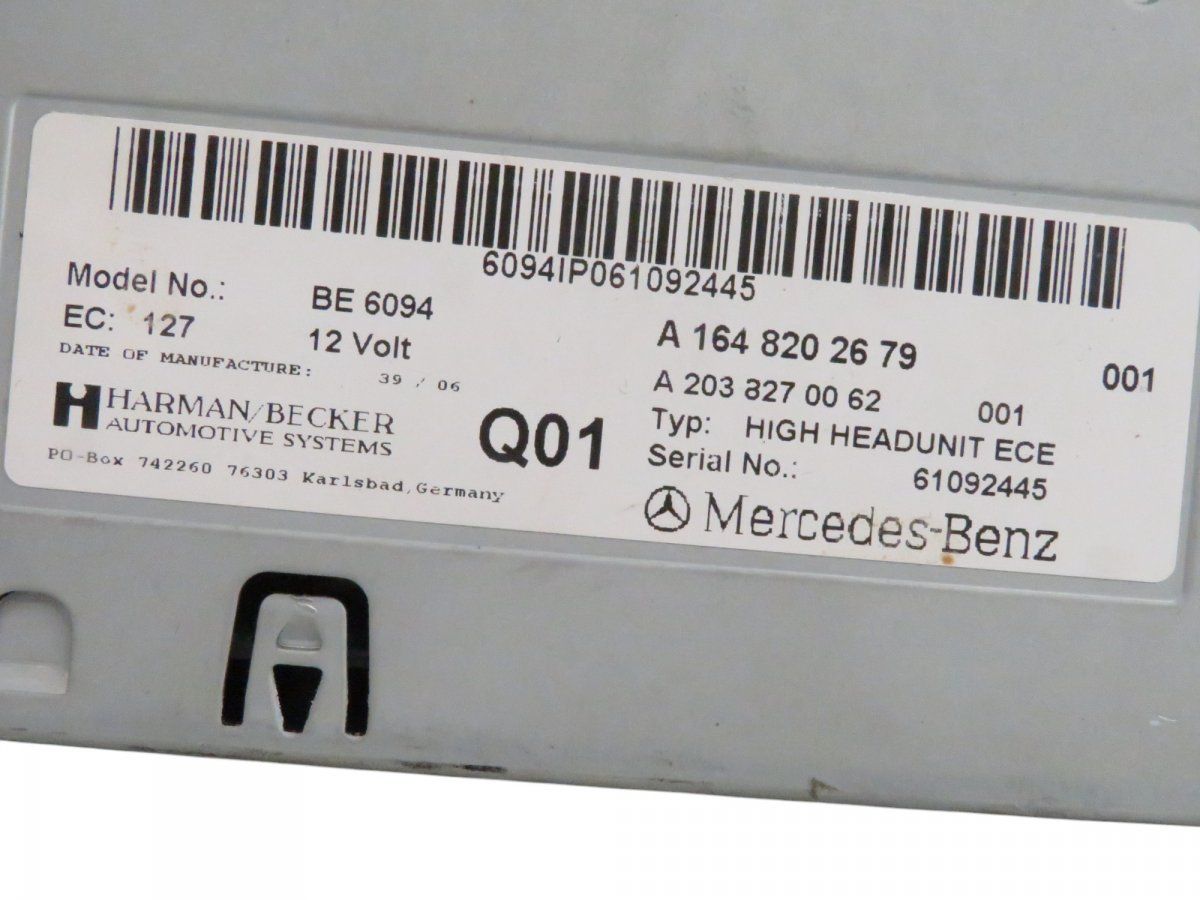 6094IP061092445
Model No.: BE 6094
EC: 127 12 Volt
DATE OF MANUFACTURE: 39 / 06
HARMAN/BECKER
AUTOMOTIVE SYSTEMS
PO-Box 742260 76303 Karlsbad,Germany
Q01
A 164 820 26 79 001
A 203 827 00 62 001
Typ: HIGH HEADUNIT ECE
Serial No.: 61092445
Mercedes-Benz